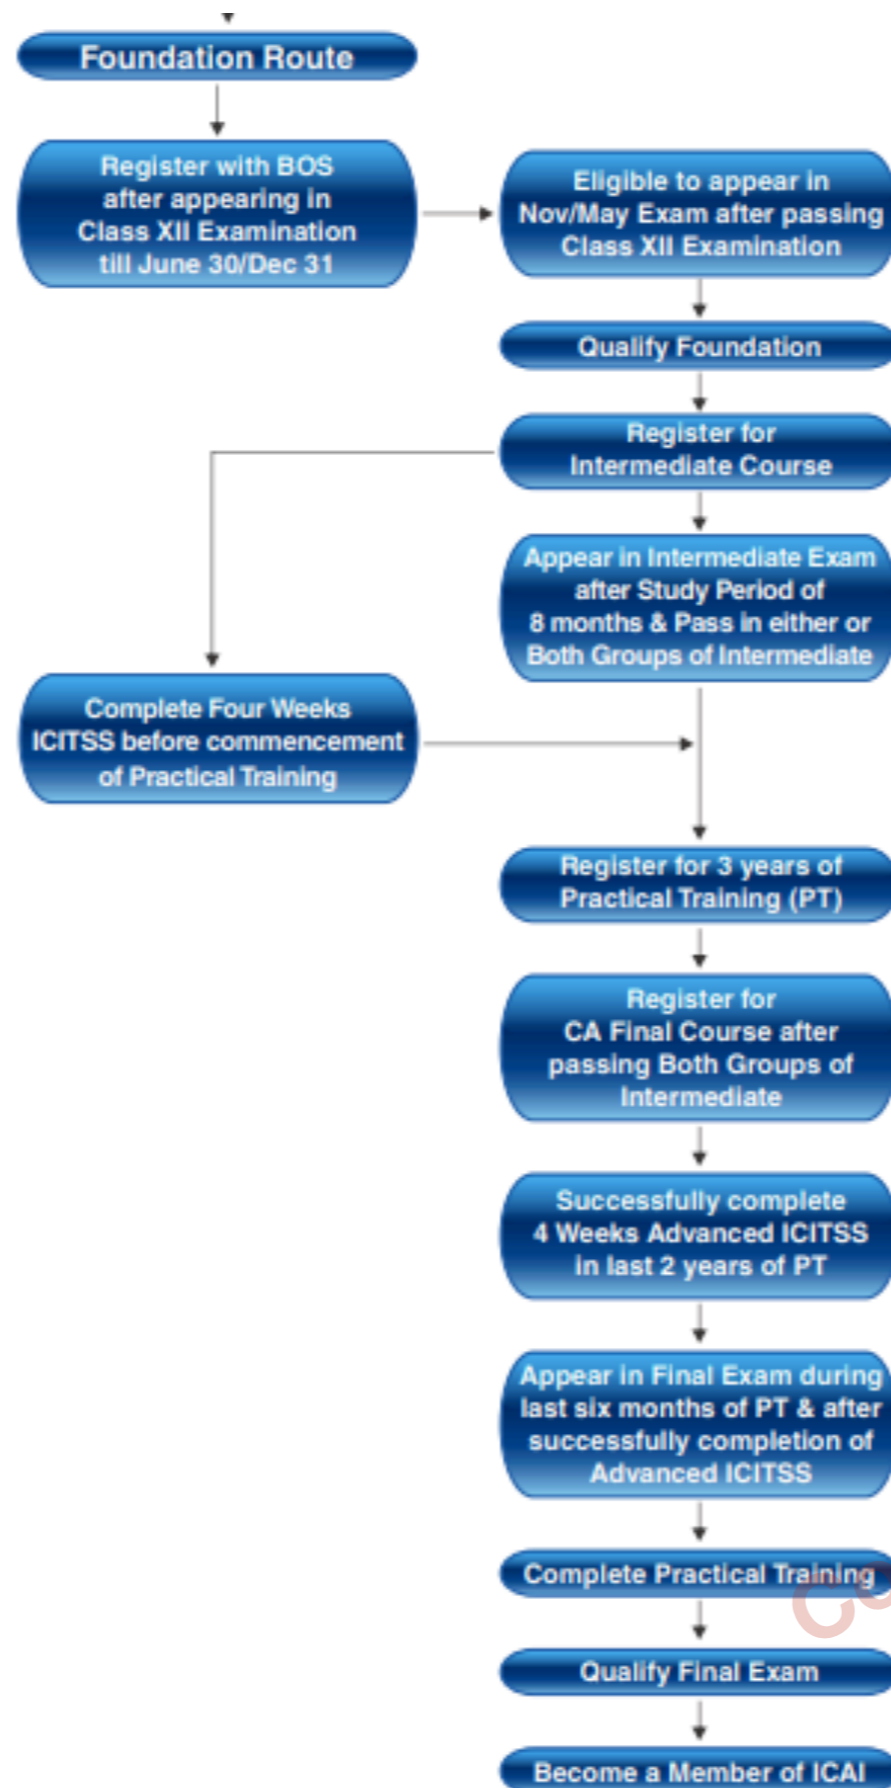 Foundation Route
Register with BOS
after appearing in
Class XII Examination
till June 30/Dec 31
Eligible to appear in
Nov/May Exam after passing
Class XII Examination
Qualify Foundation
Register for
Intermediate Course
Appear in Intermediate Exam
after Study Period of
8 months & Pass in either or
Both Groups of Intermediate
Complete Four Weeks
ICITSS before commencement
of Practical Training
Register for 3 years of
Practical Training (PT)
Register for
CA Final Course after
passing Both Groups of
Intermediate
Successfully complete
4 Weeks Advanced ICITSS
in last 2 years of PT
Appear in Final Exam during
last six months of PT & after
successfully completion of
Advanced ICITSS
Complete Practical Training
Qualify Final Exam
Become a Member of ICAI